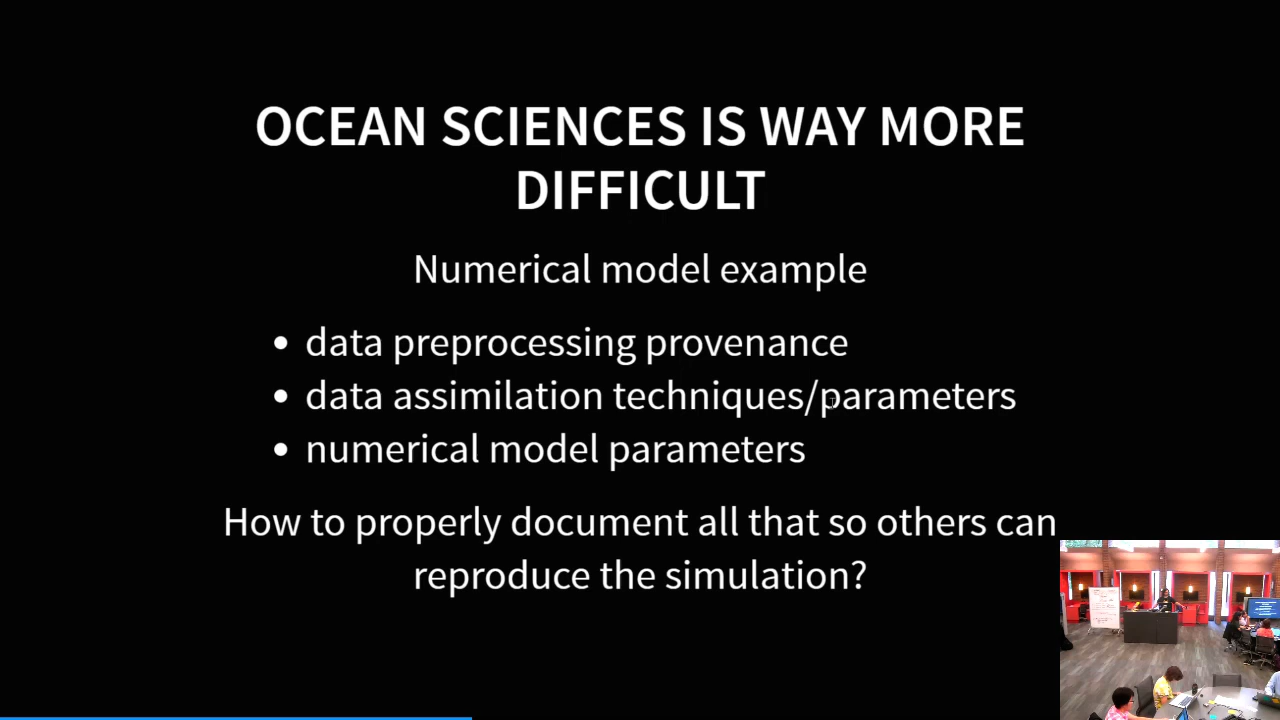 OCEAN SCIENCES IS WAY MORE
DIFFICULT
Numerical model example
• data preprocessing provenance
• data assimilation techniques/parameters
• numerical model parameters
How to properly document all that so others can
reproduce the simulation?